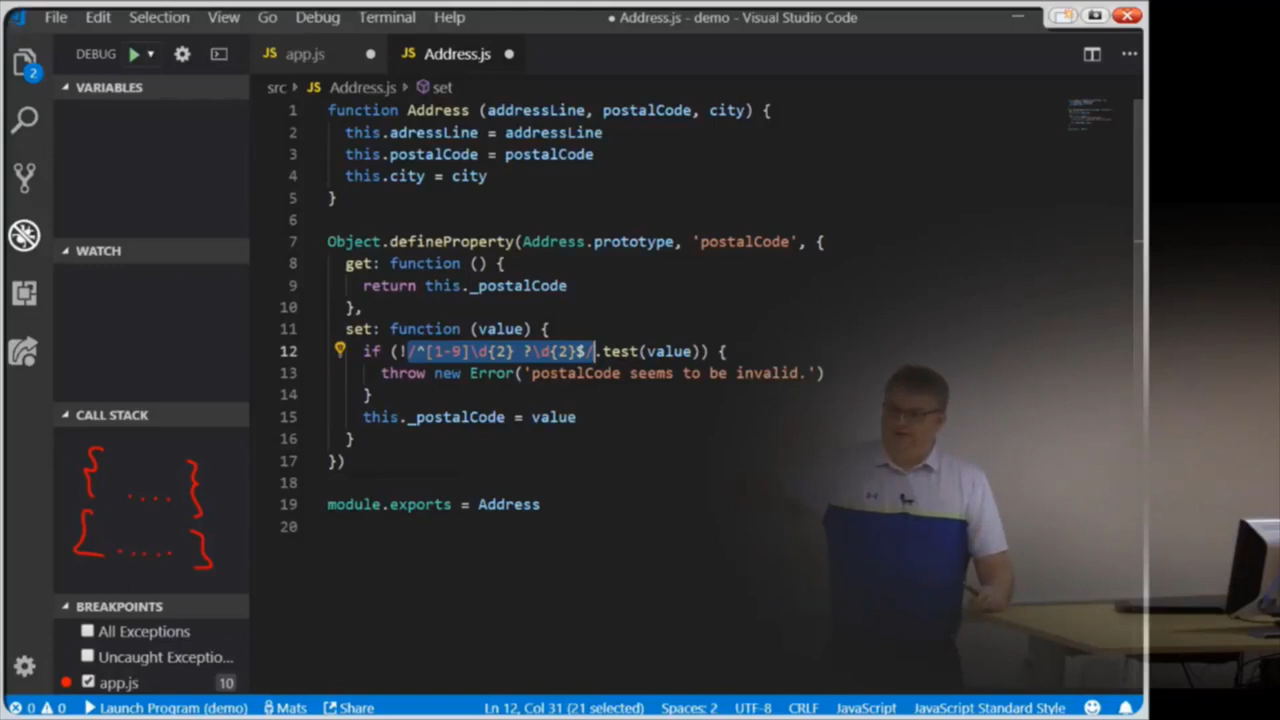 File Edit Selection View Go Debug Terminal Help ● Address.js - demo - Visual Studio Code
DEBUG
JS app.js ● JS Address.js ●
2
src JS Address.js set
VARIABLES
WATCH
CALL STACK
{ .... }
[ ..... ]
BREAKPOINTS
All Exceptions
Uncaught Exceptio...
app.js 10
1 function Address (addressLine, postalCode, city) {
2 this.adressLine = addressLine
3 this.postalCode = postalCode
4 this.city = city
5 }
6
7 Object.defineProperty(Address.prototype, 'postalCode', {
8 get: function () {
9 return this._postalCode
10 },
11 set: function (value) {
12 if (!/^[1-9]\d{2} ?\d{2}$/.test(value)) {
13 throw new Error('postalCode seems to be invalid.')
14 }
15 this._postalCode = value
16 }
17 })
18
19 module.exports = Address
20
0 0 Launch Program (demo) Mats Share Ln 12, Col 31 (21 selected) Spaces: 2 UTF-8 CRLF JavaScript JavaScript Standard Style